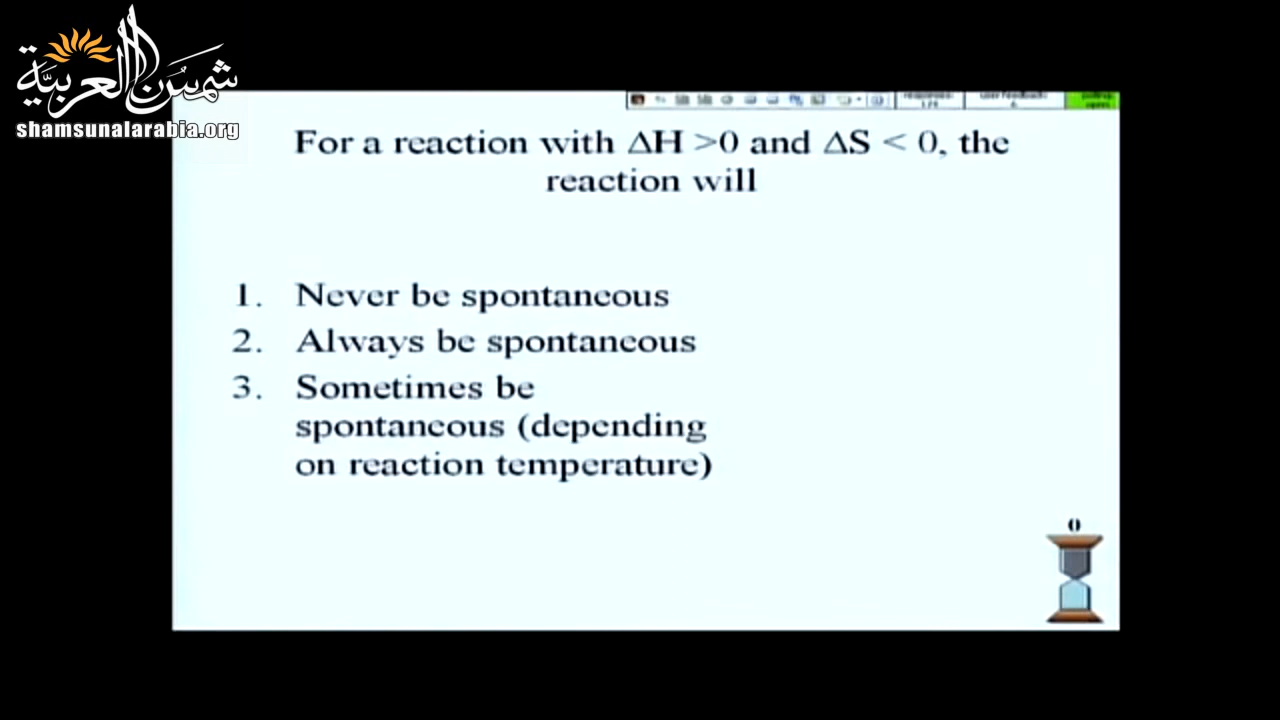 شمس العربية
shamsunalarabia.org
For a reaction with ΔH >0 and ΔS < 0, the
reaction will
1. Never be spontaneous
2. Always be spontaneous
3. Sometimes be
spontaneous (depending
on reaction temperature)
0